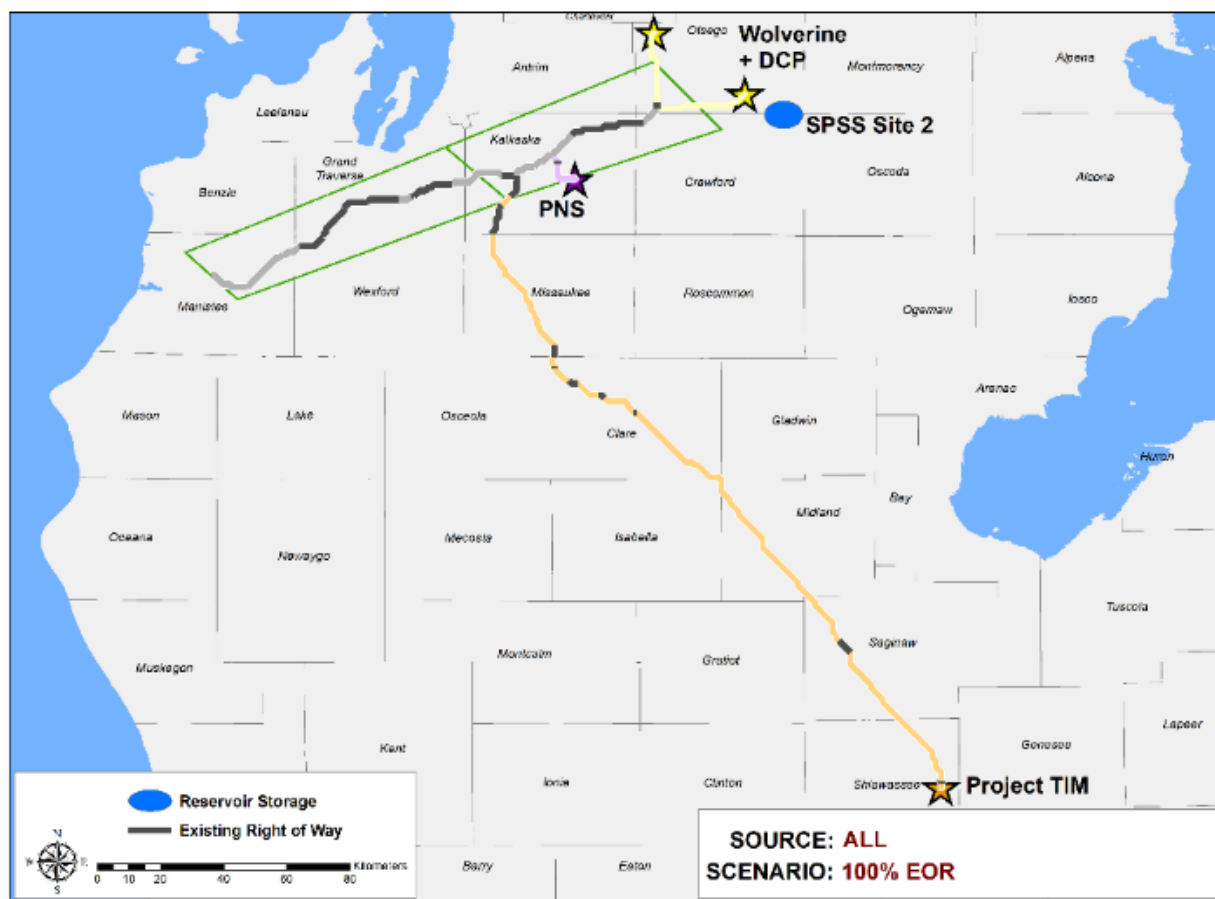 Otsego
Wolverine
+ DCP
Antrim
Montmorency
Alpena
Leelanau
SPSS Site 2
Kalkaska
Grand
Traverse
Benzie
Crawford
Oscoda
Alcona
PNS
Manistee
Wexford
Missaukee
Roscommon
Ogemaw
Iosco
Arenac
Mason
Lake
Osceola
Clare
Gladwin
Huron
Bay
Midland
Oceana
Newaygo
Mecosta
Isabella
Tuscola
Saginaw
Muskegon
Montcalm
Gratiot
Lapeer
Genesee
Kent
Ionia
Clinton
Shiawassee
Project TIM
Reservoir Storage
Existing Right of Way
N
W
E
S
Kilometers
0 10 20 40 60 80
Barry
Eaton
SOURCE: ALL
SCENARIO: 100% EOR